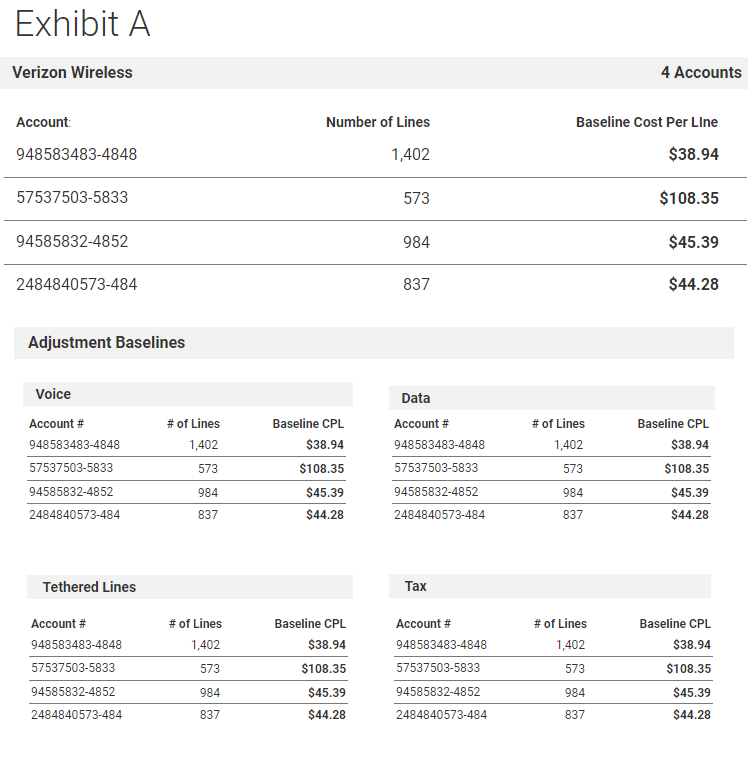 Exhibit A
Verizon Wireless 4 Accounts
Account: Number of Lines Baseline Cost Per LIne
948583483-4848 1,402 $38.94
57537503-5833 573 $108.35
94585832-4852 984 $45.39
2484840573-484 837 $44.28
Adjustment Baselines
Voice
Account # # of Lines Baseline CPL
948583483-4848 1,402 $38.94
57537503-5833 573 $108.35
94585832-4852 984 $45.39
2484840573-484 837 $44.28
Data
Account # # of Lines Baseline CPL
948583483-4848 1,402 $38.94
57537503-5833 573 $108.35
94585832-4852 984 $45.39
2484840573-484 837 $44.28
Tethered Lines
Account # # of Lines Baseline CPL
948583483-4848 1,402 $38.94
57537503-5833 573 $108.35
94585832-4852 984 $45.39
2484840573-484 837 $44.28
Tax
Account # # of Lines Baseline CPL
948583483-4848 1,402 $38.94
57537503-5833 573 $108.35
94585832-4852 984 $45.39
2484840573-484 837 $44.28